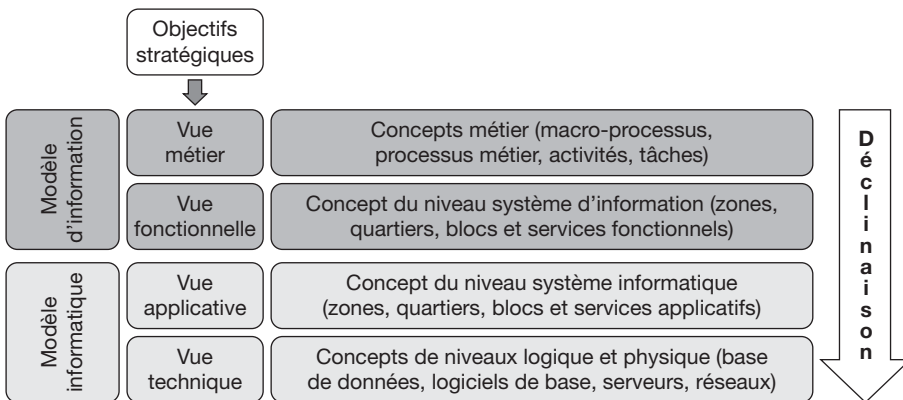 Objectifs
stratégiques
Modèle
d'information
Vue
métier
Concepts métier (macro-processus,
processus métier, activités, tâches)
Vue
fonctionnelle
Concept du niveau système d'information (zones,
quartiers, blocs et services fonctionnels)
Modèle
informatique
Vue
applicative
Concept du niveau système informatique
(zones, quartiers, blocs et services applicatifs)
Vue
technique
Concepts de niveaux logique et physique (base
de données, logiciels de base, serveurs, réseaux)
Déclinaison